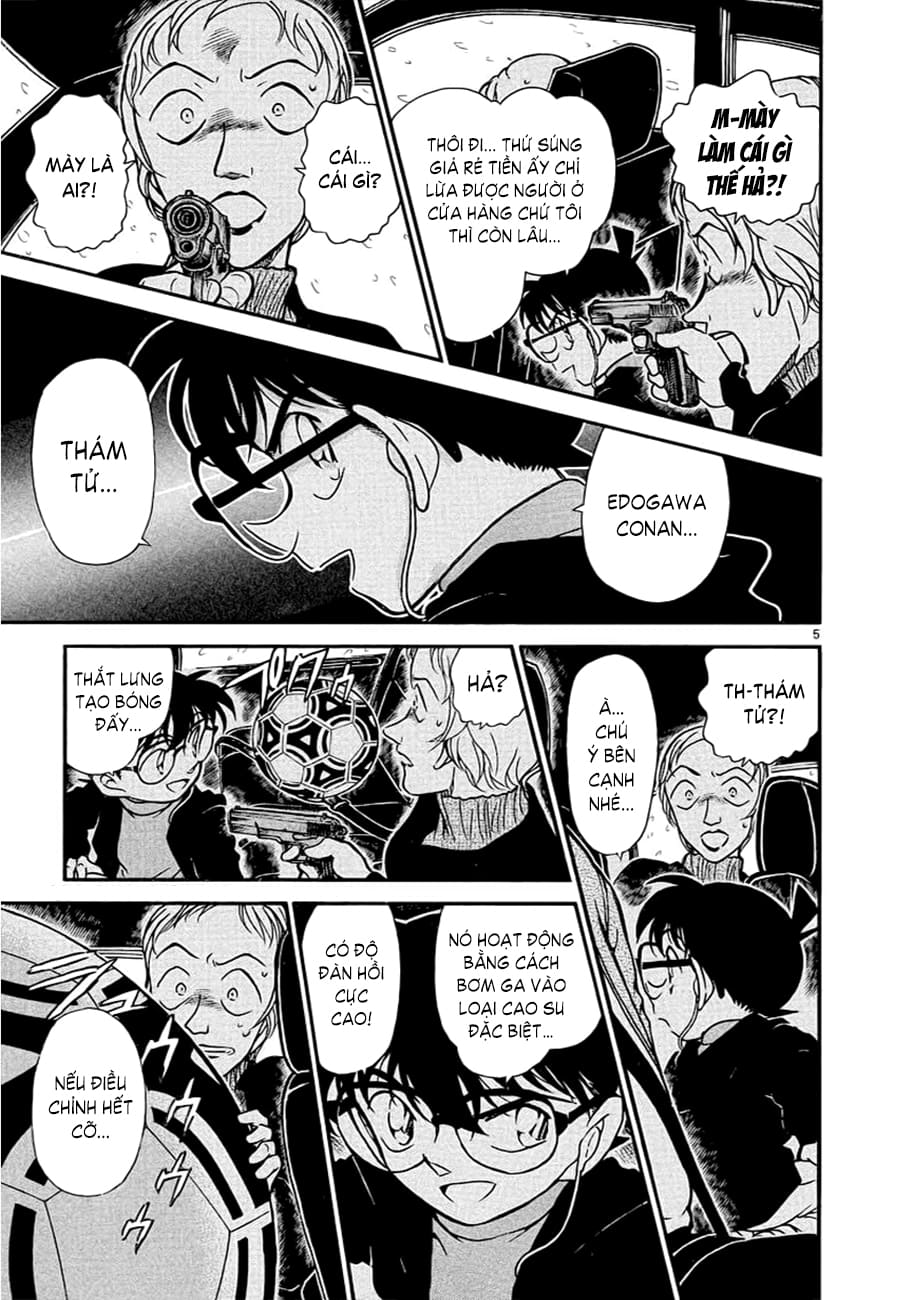 M-MÀY
LÀM CÁI GÌ
THẾ HẢ?!
THÔI ĐI... THỨ SÚNG
GIẢ RẺ TIỀN ẤY CHỈ
LỪA ĐƯỢC NGƯỜI Ở
CỬA HÀNG CHỨ TÔI
THÌ CÒN LÂU...
CÁI...
CÁI GÌ?
MÀY LÀ
AI?!
EDOGAWA
CONAN...
THÁM
TỬ...
5
TH-THÁM
TỬ?!
À...
CHÚ
Ý BÊN
CẠNH
NHÉ...
HẢ?
プクウ
THẮT LƯNG
TẠO BÓNG
ĐẤY...
NÓ HOẠT ĐỘNG
BẰNG CÁCH
BƠM GA VÀO
LOẠI CAO SU
ĐẶC BIỆT...
CÓ ĐỘ
ĐÀN HỒI
CỰC
CAO!
NẾU ĐIỀU
CHỈNH HẾT
CỠ...